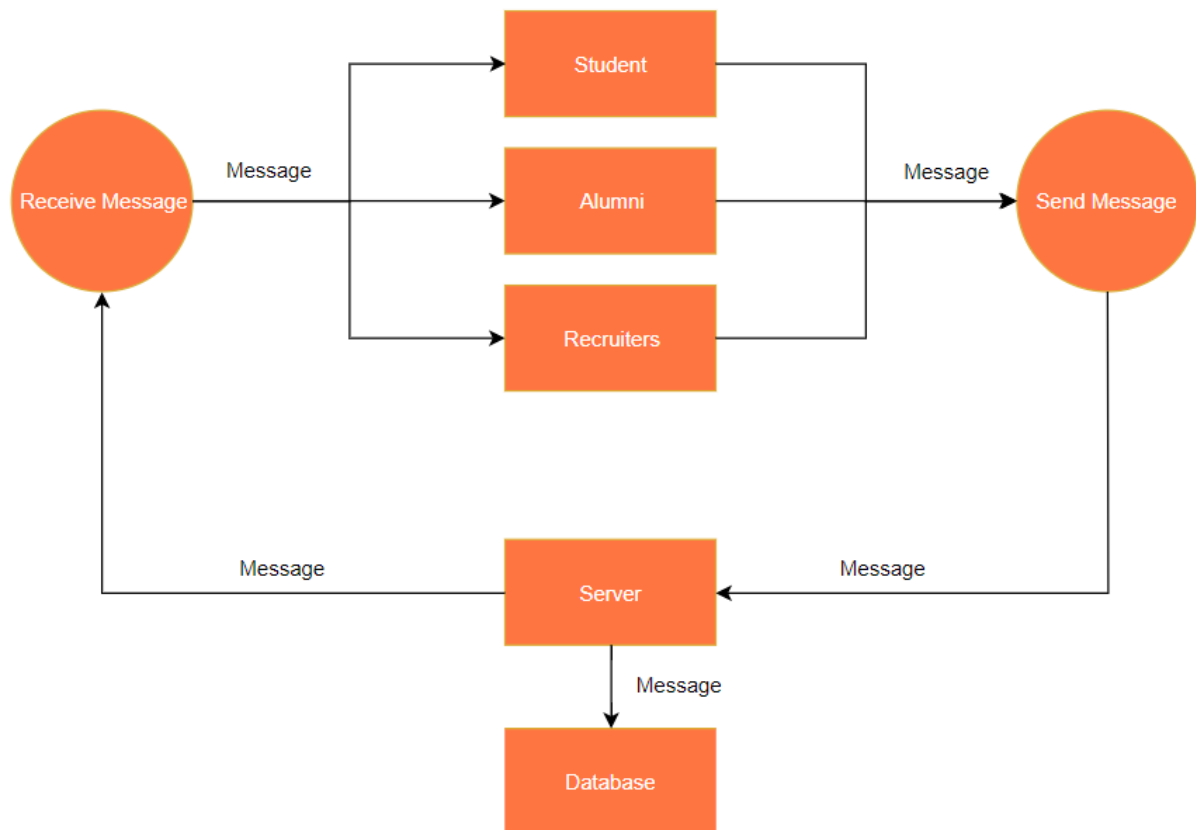 Student
Message
Message
Receive Message
Alumni
Send Message
Recruiters
Message
Message
Server
Message
Database